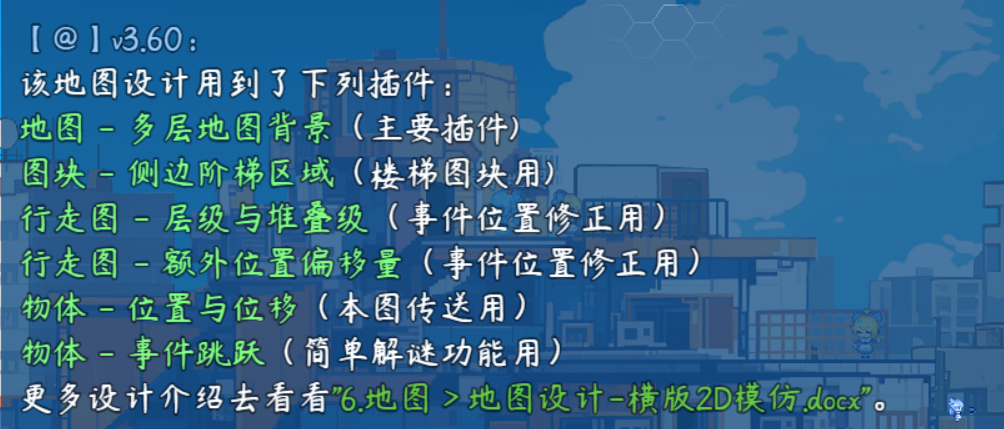 【@】v3.60：
该地图设计用到了下列插件：
地图 - 多层地图背景（主要插件）
图块 - 侧边阶梯区域（楼梯图块用）
行走图 - 层级与堆叠级（事件位置修正用）
行走图 - 额外位置偏移量（事件位置修正用）
物体 - 位置与位移（本图传送用）
物体 - 事件跳跃（简单解谜功能用）
更多设计介绍去看看"6.地图 > 地图设计-横版2D模仿.docx"。